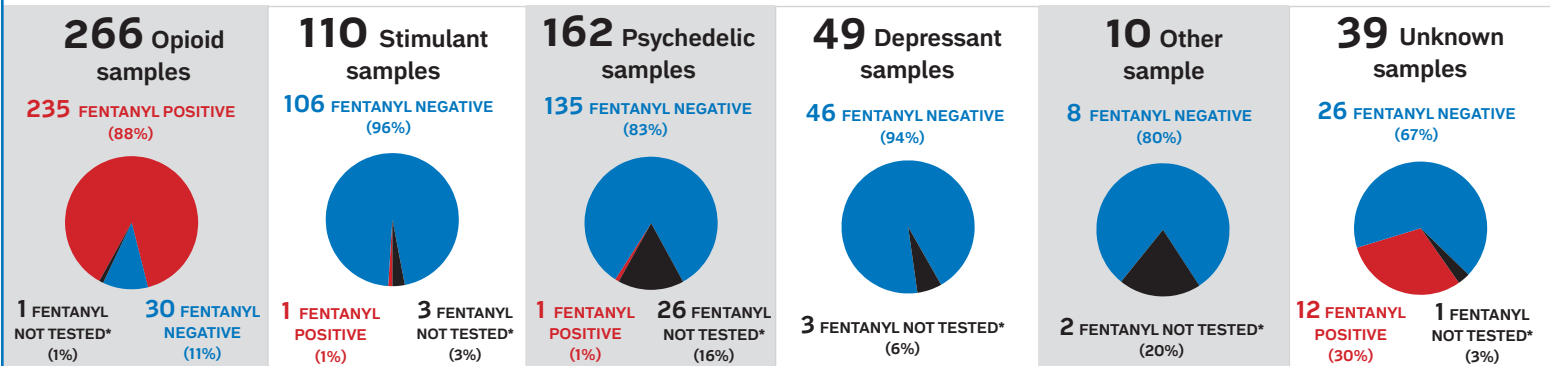 266 Opioid
samples
235 FENTANYL POSITIVE
(88%)
1 FENTANYL
NOT TESTED*
(1%)
30 FENTANYL
NEGATIVE
(11%)
110 Stimulant
samples
106 FENTANYL NEGATIVE
(96%)
1 FENTANYL
POSITIVE
(1%)
3 FENTANYL
NOT TESTED*
(3%)
162 Psychedelic
samples
135 FENTANYL NEGATIVE
(83%)
1 FENTANYL
POSITIVE
(1%)
26 FENTANYL
NOT TESTED*
(16%)
49 Depressant
samples
46 FENTANYL NEGATIVE
(94%)
3 FENTANYL NOT TESTED*
(6%)
10 Other
sample
8 FENTANYL NEGATIVE
(80%)
2 FENTANYL NOT TESTED*
(20%)
39 Unknown
samples
26 FENTANYL NEGATIVE
(67%)
12 FENTANYL
POSITIVE
(30%)
1 FENTANYL
NOT TESTED*
(3%)